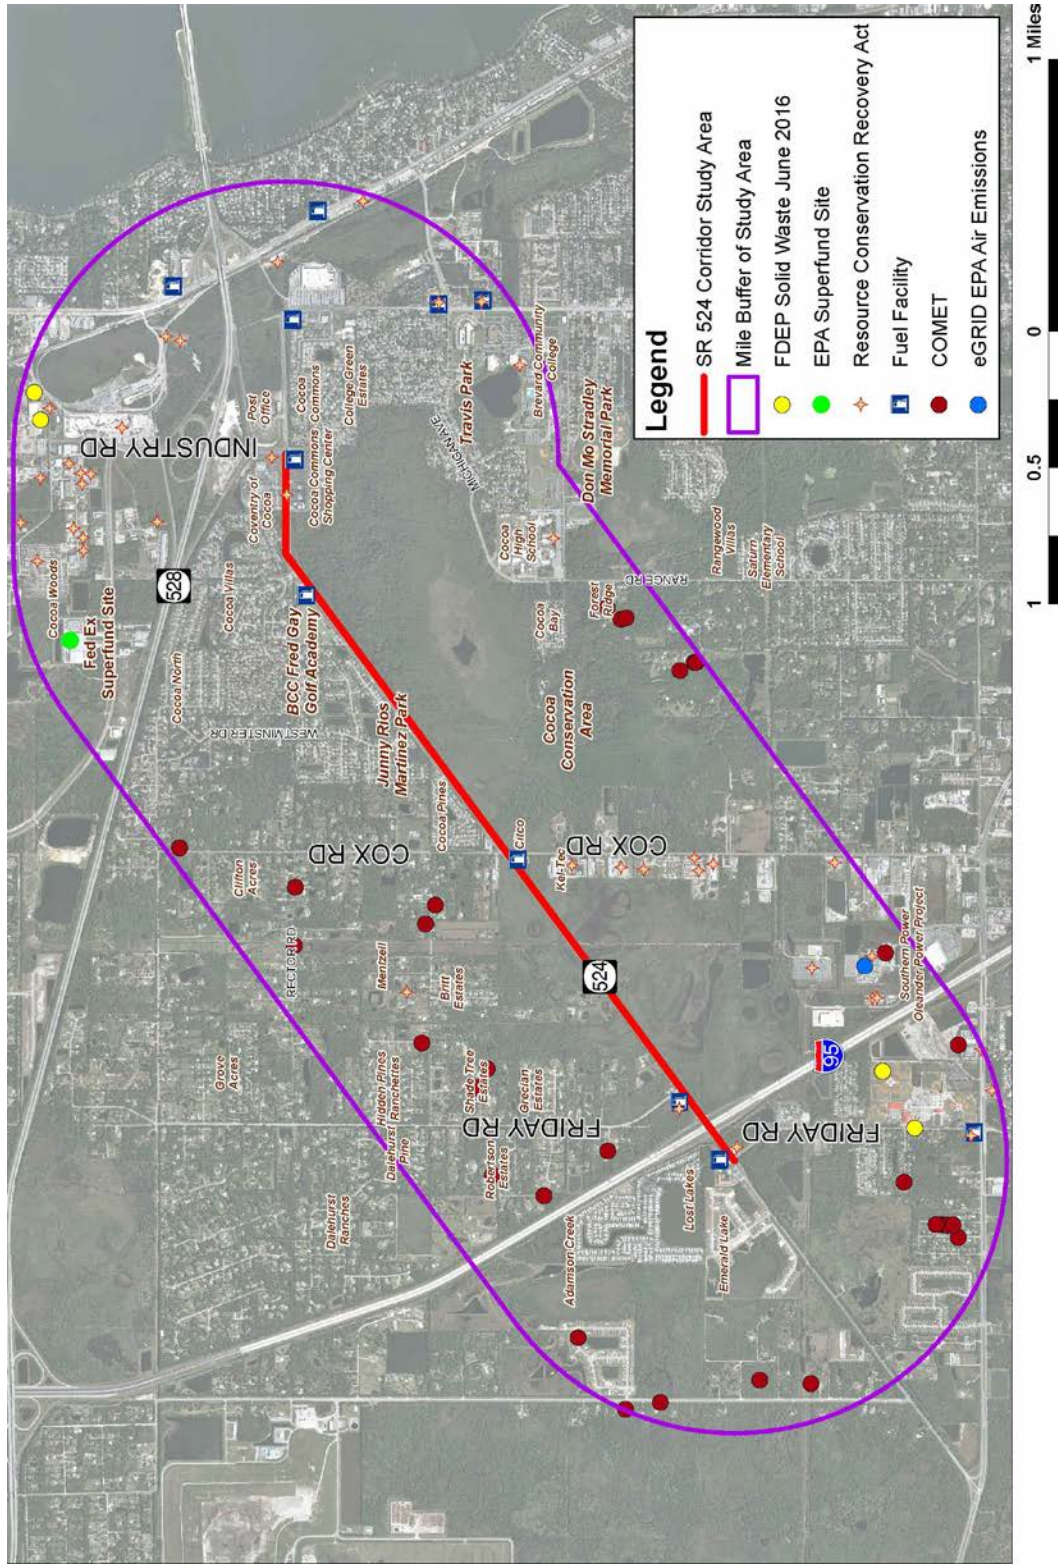 Fed Ex
Superfund Site
Cocoa Woods
528
Cocoa North
Cocoa Villas
WESTMINSTER DR
INDUSTRY RD
Post
Office
Coventry of
Cocoa
Cocoa
Commons
Cocoa Commons
Shopping Center
College Green
Estates
BCC Fred Gay
Golf Academy
Junny Rios
Martinez Park
Cocoa Pines
MICHIGAN AVE
Travis Park
Brevard Community
College
Don Mo Stradley
Memorial Park
Cocoa
High
School
Cocoa
Bay
Forest
Ridge
RANGE RD
Rangewood
Villas
Saturn
Elementary
School
Cocoa
Conservation
Area
Clifton
Acres
COX RD
RECTOR RD
Citco
COX RD
Kel-Tec
Mentzell
Britt
Estates
524
Grove
Acres
Hidden Pines
Rancherites
Dalehurst
Pine
Shade Tree
Estates
Grecian
Estates
FRIDAY RD
Dalehurst
Ranches
Robertson
Estates
Adamson Creek
Lost Lakes
Emerald Lake
FRIDAY RD
95
Southern Power
Oleander Power Project
Legend
SR 524 Corridor Study Area
Mile Buffer of Study Area
FDEP Solid Waste June 2016
EPA Superfund Site
Resource Conservation Recovery Act
Fuel Facility
COMET
eGRID EPA Air Emissions
1 0.5 0 1 Miles